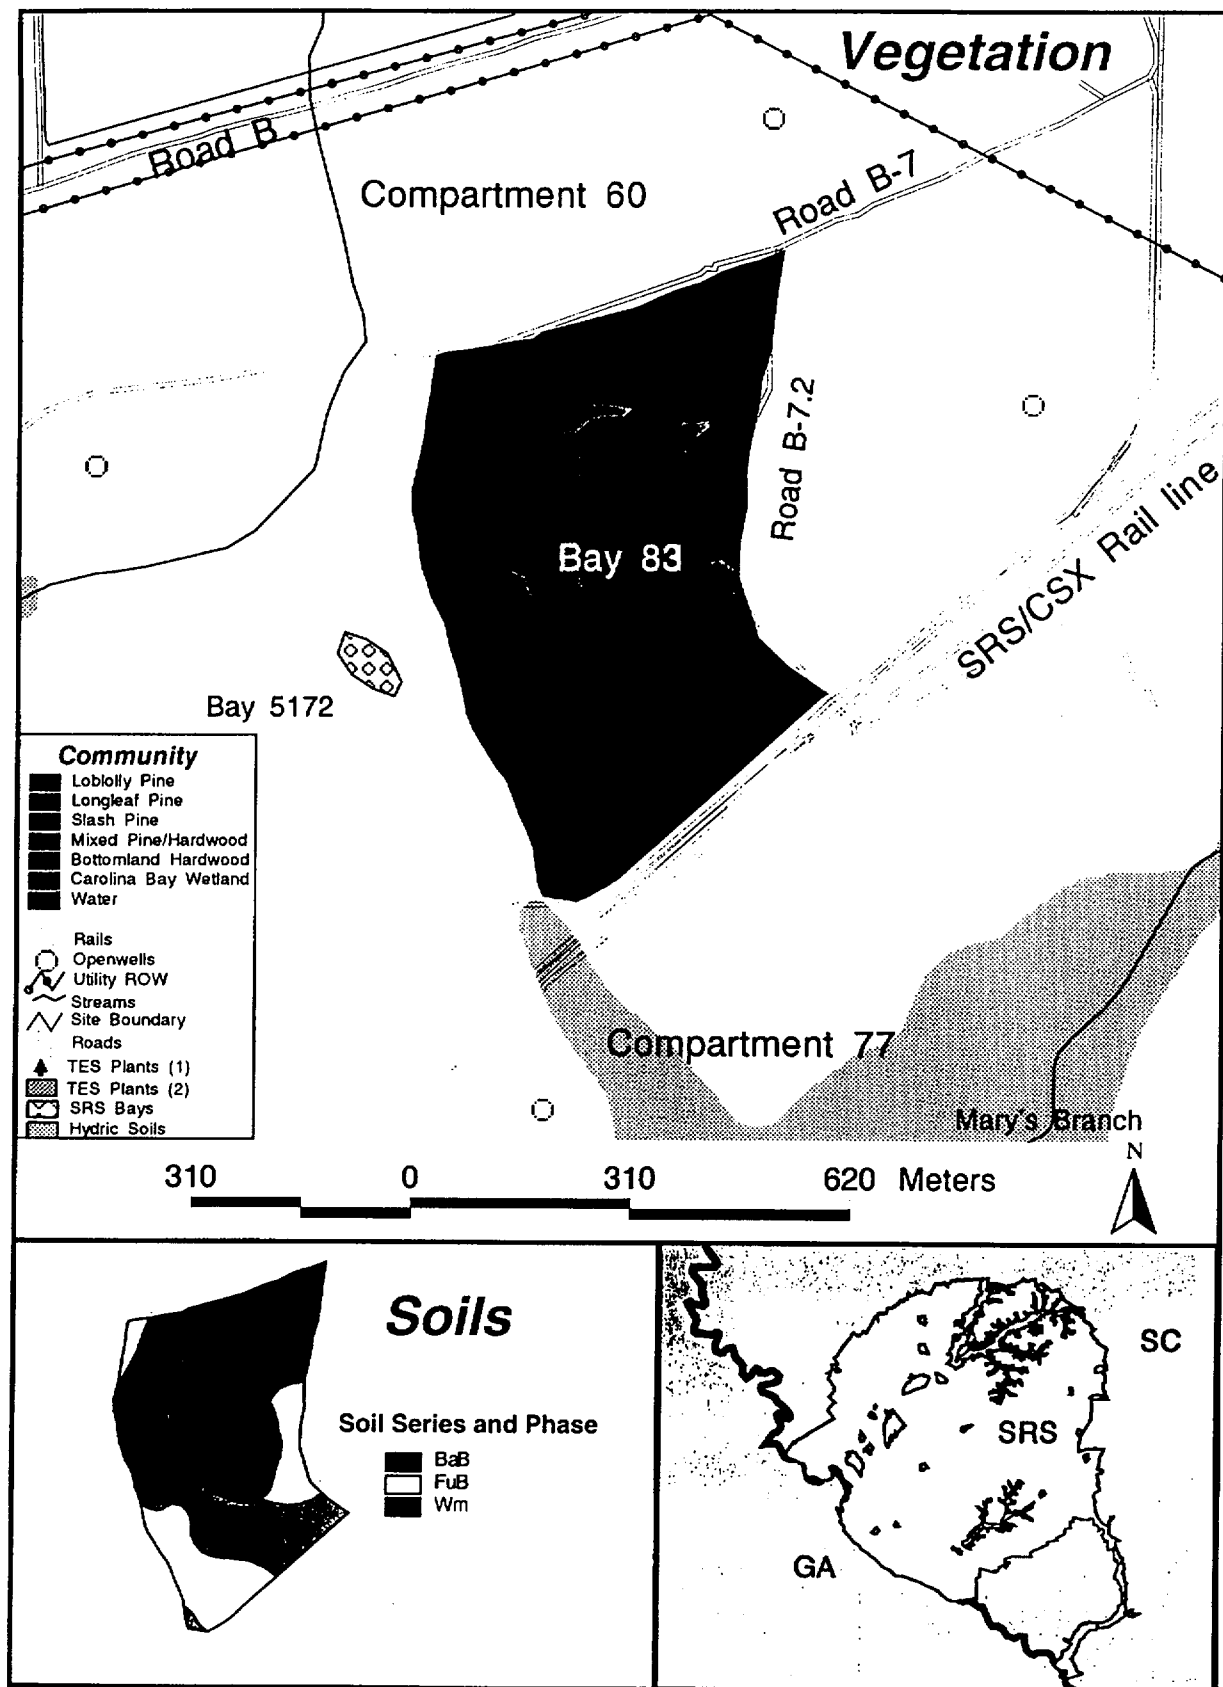 Vegetation
Road B
Compartment 60
Road B-7
Road B-7.2
Bay 83
SRS/CSX Rail line
Bay 5172
Community
Loblolly Pine
Longleaf Pine
Slash Pine
Mixed Pine/Hardwood
Bottomland Hardwood
Carolina Bay Wetland
Water
Rails
Openwells
Utility ROW
Streams
Site Boundary
Roads
TES Plants (1)
TES Plants (2)
SRS Bays
Hydric Soils
Compartment 77
Mary's Branch
N
310 0 310 620 Meters
Soils
Soil Series and Phase
BaB
FuB
Wm
SC
SRS
GA